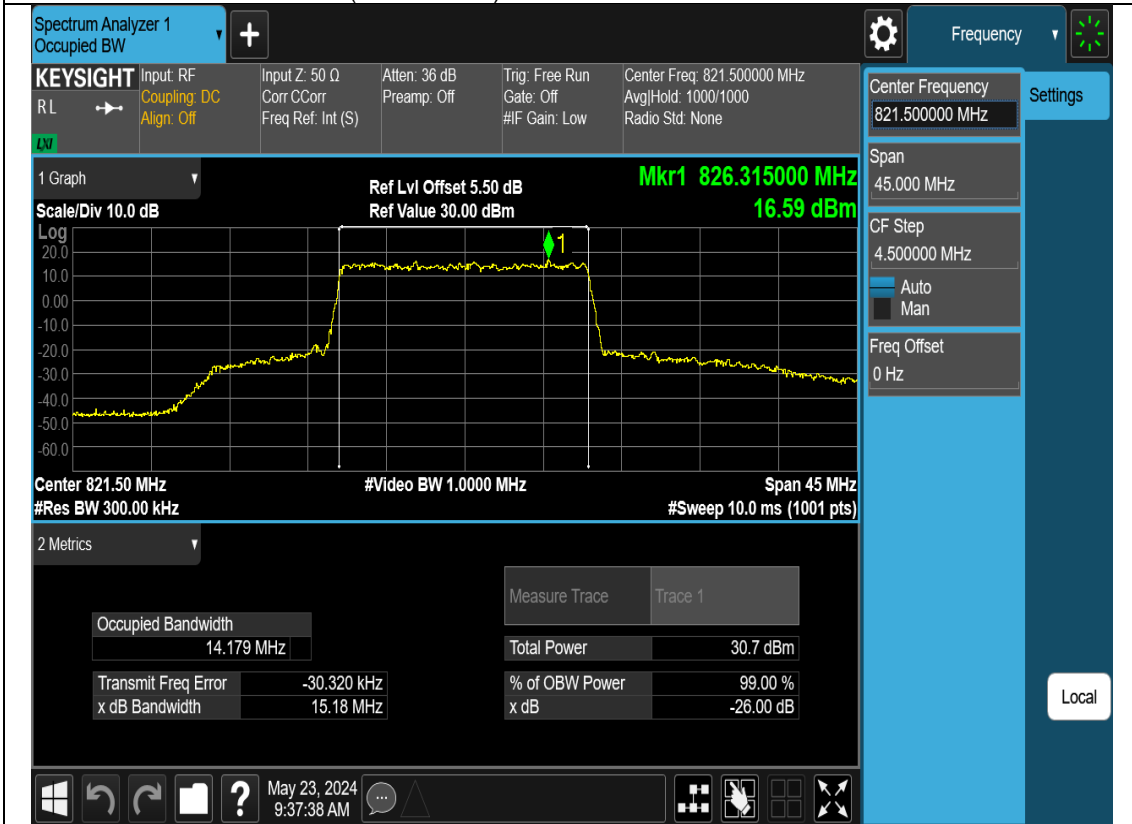 Spectrum Analyzer 1
Occupied BW
+
Frequency
KEYSIGHT
R L
LXI
Input: RF
Coupling: DC
Align: Off
Input Z: 50 Ω
Corr CCorr
Freq Ref: Int (S)
Atten: 36 dB
Preamp: Off
Trig: Free Run
Gate: Off
#IF Gain: Low
Center Freq: 821.500000 MHz
Avg|Hold: 1000/1000
Radio Std: None
Center Frequency
821.500000 MHz
Settings
Span
45.000 MHz
CF Step
4.500000 MHz
Auto
Man
Freq Offset
0 Hz
Local
1 Graph
Ref Lvl Offset 5.50 dB
Mkr1 826.315000 MHz
Scale/Div 10.0 dB
Ref Value 30.00 dBm
16.59 dBm
Log
1
20.0
10.0
0.00
-10.0
-20.0
-30.0
-40.0
-50.0
-60.0
Center 821.50 MHz
#Video BW 1.0000 MHz
Span 45 MHz
#Res BW 300.00 kHz
#Sweep 10.0 ms (1001 pts)
2 Metrics
Measure Trace Trace 1
Occupied Bandwidth
14.179 MHz
Total Power 30.7 dBm
Transmit Freq Error -30.320 kHz
% of OBW Power 99.00 %
x dB Bandwidth 15.18 MHz
x dB -26.00 dB
?
May 23, 2024
9:37:38 AM